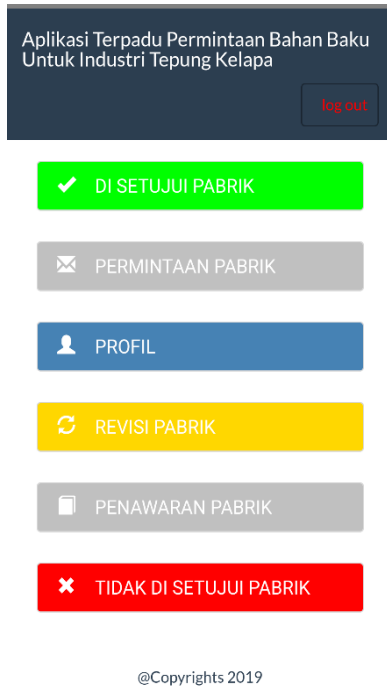 Aplikasi Terpadu Permintaan Bahan Baku
Untuk Industri Tepung Kelapa
log out
DI SETUJUI PABRIK
PERMINTAAN PABRIK
PROFIL
REVISI PABRIK
PENAWARAN PABRIK
TIDAK DI SETUJUI PABRIK
@Copyrights 2019